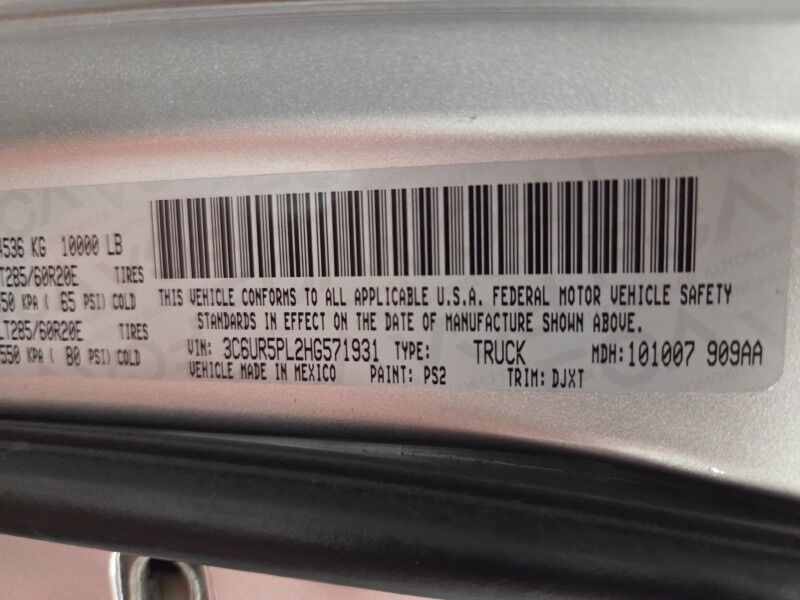 4536 KG 10000 LB
LT285/60R20E TIRES
450 KPA ( 65 PSI) COLD
LT285/60R20E TIRES
550 KPA ( 80 PSI) COLD
THIS VEHICLE CONFORMS TO ALL APPLICABLE U.S.A. FEDERAL MOTOR VEHICLE SAFETY
STANDARDS IN EFFECT ON THE DATE OF MANUFACTURE SHOWN ABOVE.
VIN: 3C6UR5PL2HG571931 TYPE: TRUCK MDH: 101007 909AA
VEHICLE MADE IN MEXICO PAINT: PS2 TRIM: DJXT